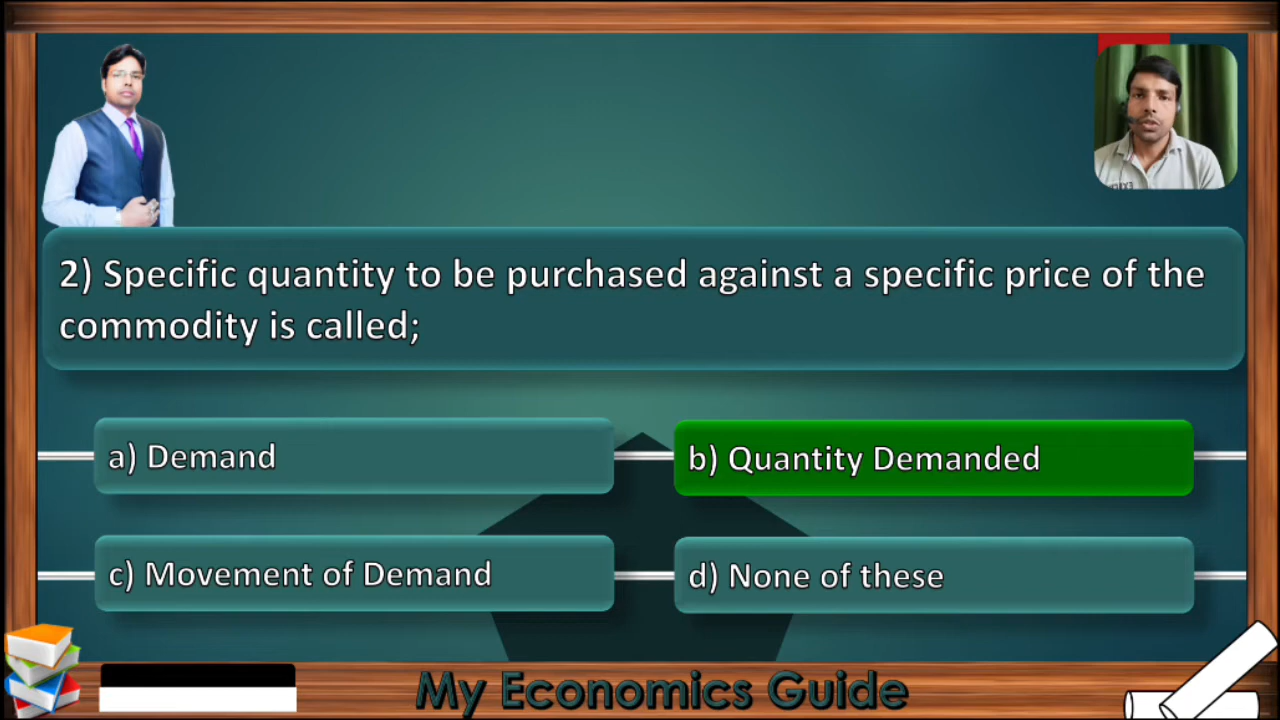 2) Specific quantity to be purchased against a specific price of the
commodity is called;
a) Demand
b) Quantity Demanded
c) Movement of Demand
d) None of these
My Economics Guide